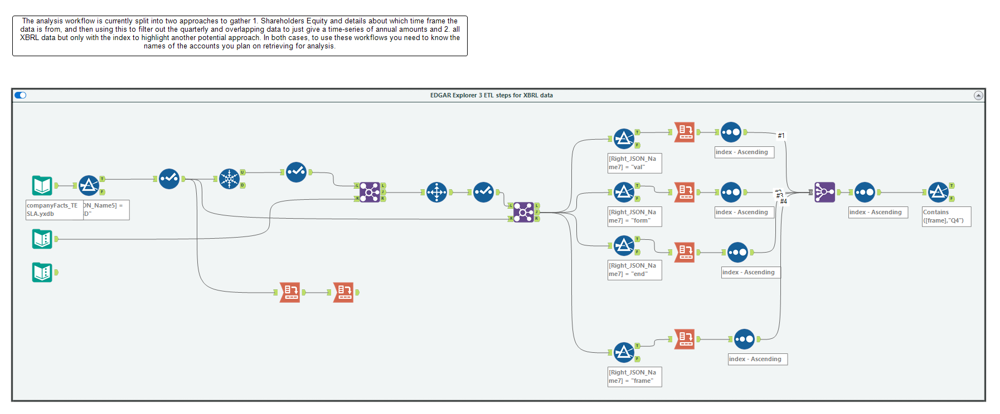 The analysis workflow is currently split into two approaches to gather 1. Shareholders Equity and details about which time frame the
data is from, and then using this to filter out the quarterly and overlapping data to just give a time-series of annual amounts and 2. all
XBRL data but only with the index to highlight another potential approach. In both cases, to use these workflows you need to know the
names of the accounts you plan on retrieving for analysis.
EDGAR Explorer 3 ETL steps for XBRL data
companyFacts_TE
SLA.yxdb
ON_Name5] =
D"
T
F
U
D
L
R
L
J
R
L
R
L
J
R
T
F
[Right_JSON_Na
me7] = "val"
index - Ascending
#1
T
F
[Right_JSON_Na
me7] = "form"
index - Ascending
#3
#4
T
F
[Right_JSON_Na
me7] = "end"
index - Ascending
T
F
[Right_JSON_Na
me7] = "frame"
index - Ascending
index - Ascending
T
F
Contains
([frame],"Q4")